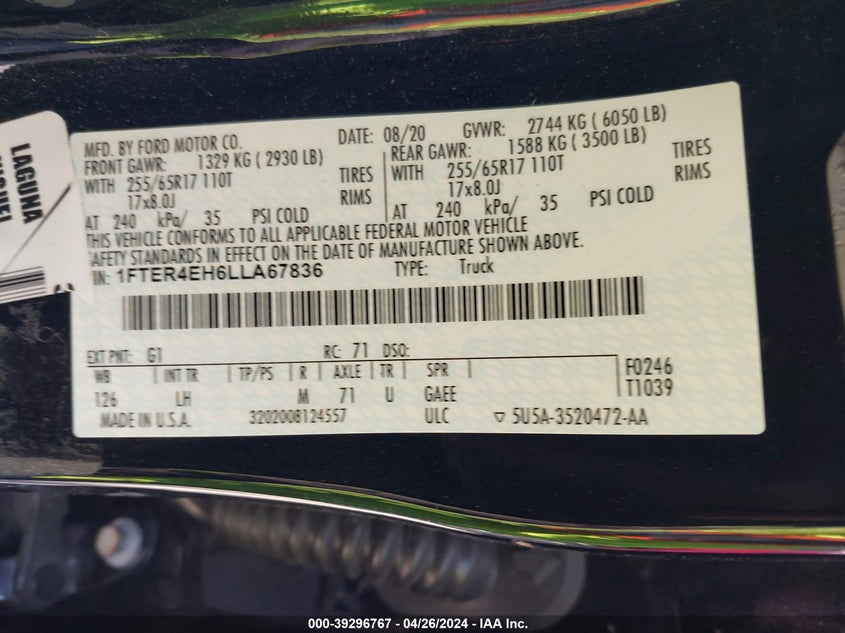 LAGUNA
MFD. BY FORD MOTOR CO. DATE: 08/20 GVWR: 2744 KG ( 6050 LB)
FRONT GAWR: 1329 KG ( 2930 LB) REAR GAWR: 1588 KG ( 3500 LB)
WITH 255/65R17 110T TIRES WITH 255/65R17 110T TIRES
17x8.0J RIMS 17x8.0J RIMS
AT 240 kPa/ 35 PSI COLD AT 240 kPa/ 35 PSI COLD
THIS VEHICLE CONFORMS TO ALL APPLICABLE FEDERAL MOTOR VEHICLE
AFETY STANDARDS IN EFFECT ON THE DATE OF MANUFACTURE SHOWN ABOVE.
IN: 1FTER4EH6LLA67836 TYPE: Truck
EXT PNT: G1 RC: 71 DSO:
WB INT TR TP/PS R AXLE TR SPR F0246
126 LH M 71 U GAEE T1039
MADE IN U.S.A. 3202008124557 ULC ▽ 5U5A-3520472-AA
000-39296767 - 04/26/2024 - IAA Inc.